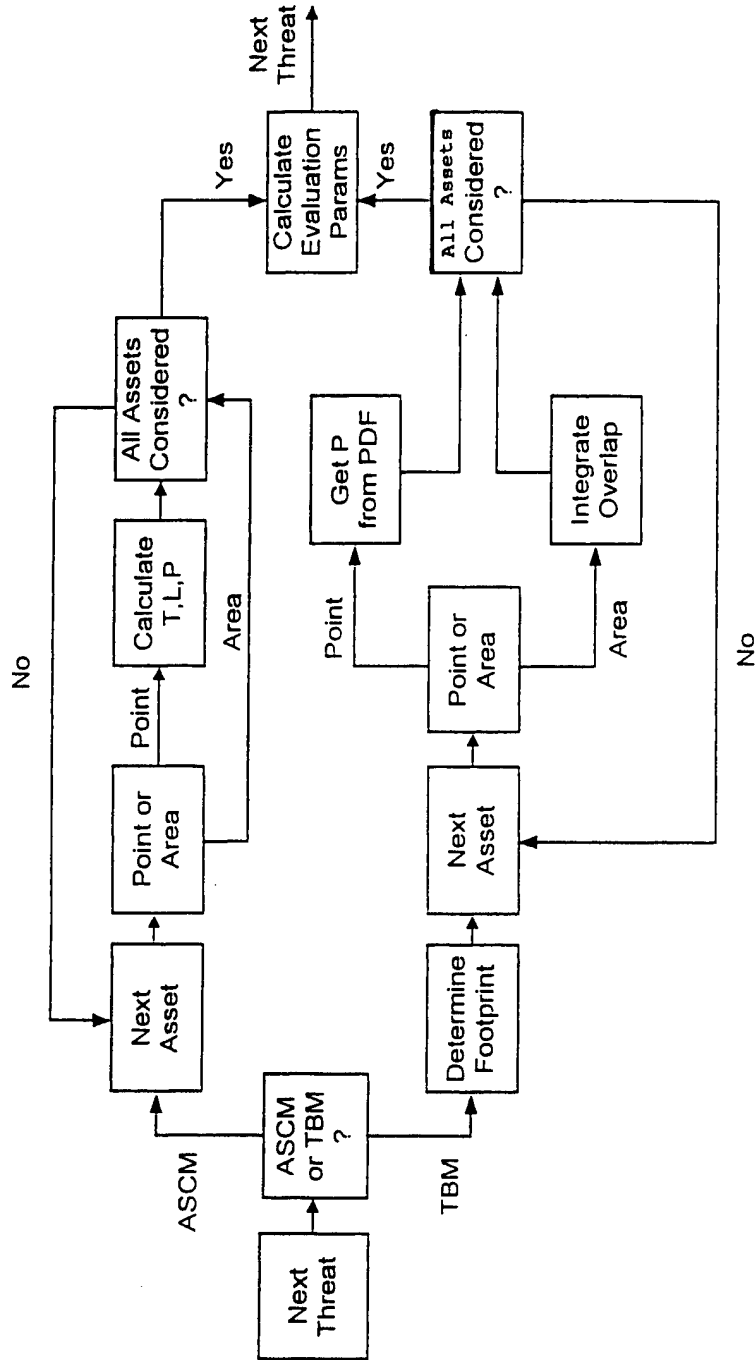 Next
Threat
ASCM
or TBM
?
ASCM
Next
Asset
Point or
Area
Point
Calculate
T,L,P
Area
All Assets
Considered
?
No
Yes
TBM
Determine
Footprint
Next
Asset
Point or
Area
Point
Get P
from PDF
Area
Integrate
Overlap
All Assets
Considered
?
No
Yes
Calculate
Evaluation
Params
Next
Threat